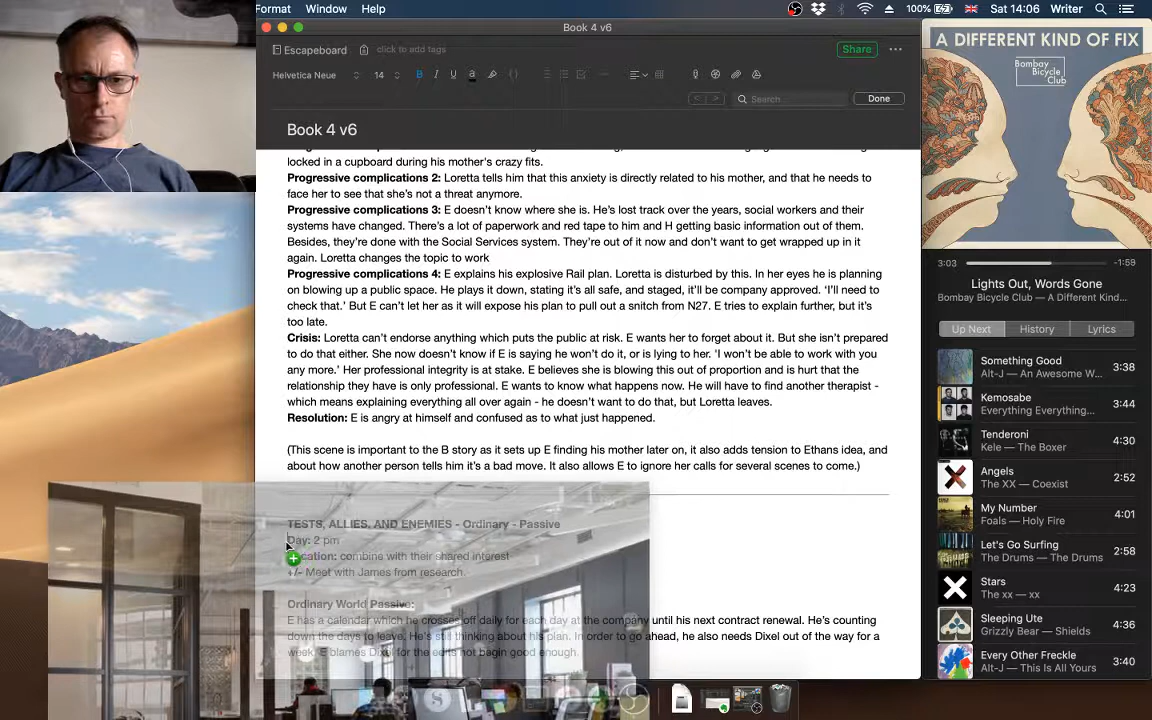 Format Window Help
100% Sat 14:06 Writer
Book 4 v6
Escapeboard click to add tags Share
Helvetica Neue 14 B I U a
Search... Done
Book 4 v6
locked in a cupboard during his mother's crazy fits.
Progressive complications 2: Loretta tells him that this anxiety is directly related to his mother, and that he needs to
face her to see that she's not a threat anymore.
Progressive complications 3: E doesn't know where she is. He's lost track over the years, social workers and their
systems have changed. There's a lot of paperwork and red tape to him and H getting basic information out of them.
Besides, they're done with the Social Services system. They're out of it now and don't want to get wrapped up in it
again. Loretta changes the topic to work
Progressive complications 4: E explains his explosive Rail plan. Loretta is disturbed by this. In her eyes he is planning
on blowing up a public space. He plays it down, stating it's all safe, and staged, it'll be company approved. 'I'll need to
check that.' But E can't let her as it will expose his plan to pull out a snitch from N27. E tries to explain further, but it's
too late.
Crisis: Loretta can't endorse anything which puts the public at risk. E wants her to forget about it. But she isn't prepared
to do that either. She now doesn't know if E is saying he won't do it, or is lying to her. 'I won't be able to work with you
any more.' Her professional integrity is at stake. E believes she is blowing this out of proportion and is hurt that the
relationship they have is only professional. E wants to know what happens now. He will have to find another therapist -
which means explaining everything all over again - he doesn't want to do that, but Loretta leaves.
Resolution: E is angry at himself and confused as to what just happened.
(This scene is important to the B story as it sets up E finding his mother later on, it also adds tension to Ethans idea, and
about how another person tells him it's a bad move. It also allows E to ignore her calls for several scenes to come.)
TESTS, ALLIES, AND ENEMIES - Ordinary - Passive
Day: 2 pm
combine with their shared interest
+/- Meet with James from research.
Ordinary World Passive:
E has a calendar which he crosses off daily for each day at the company until his next contract renewal. He's counting
down the days to leave. He's still thinking about his plan. In order to go ahead, he also needs Dixel out of the way for a
week. E blames Dixel for the edits not begin good enough.
A DIFFERENT KIND OF FIX
Bombay
Bicycle
Club
3:03 -1:59
Lights Out, Words Gone
Bombay Bicycle Club — A Different Kind...
Up Next History Lyrics
Something Good
Alt-J — An Awesome W... 3:38
Kemosabe
Everything Everything... 3:44
Tenderoni
Kele — The Boxer 4:30
Angels
The XX — Coexist 2:52
My Number
Foals — Holy Fire 4:01
Let's Go Surfing
The Drums — The Drums 2:58
Stars
The xx — xx 4:23
Sleeping Ute
Grizzly Bear — Shields 4:36
Every Other Freckle
Alt-J — This Is All Yours 3:40